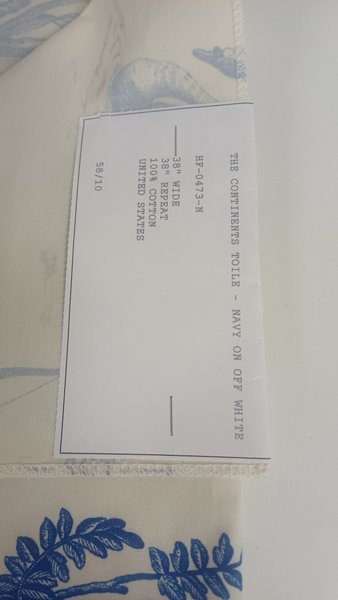 THE CONTINENTS TOILE - NAVY ON OFF WHITE
HF-0473-N
38" WIDE
38" REPEAT
100% COTTON
UNITED STATES
58/10